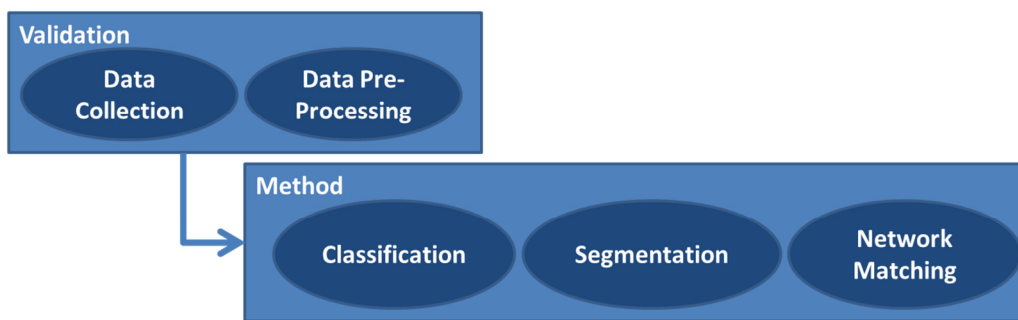 Validation
Data
Collection
Data Pre-
Processing
Method
Classification
Segmentation
Network
Matching